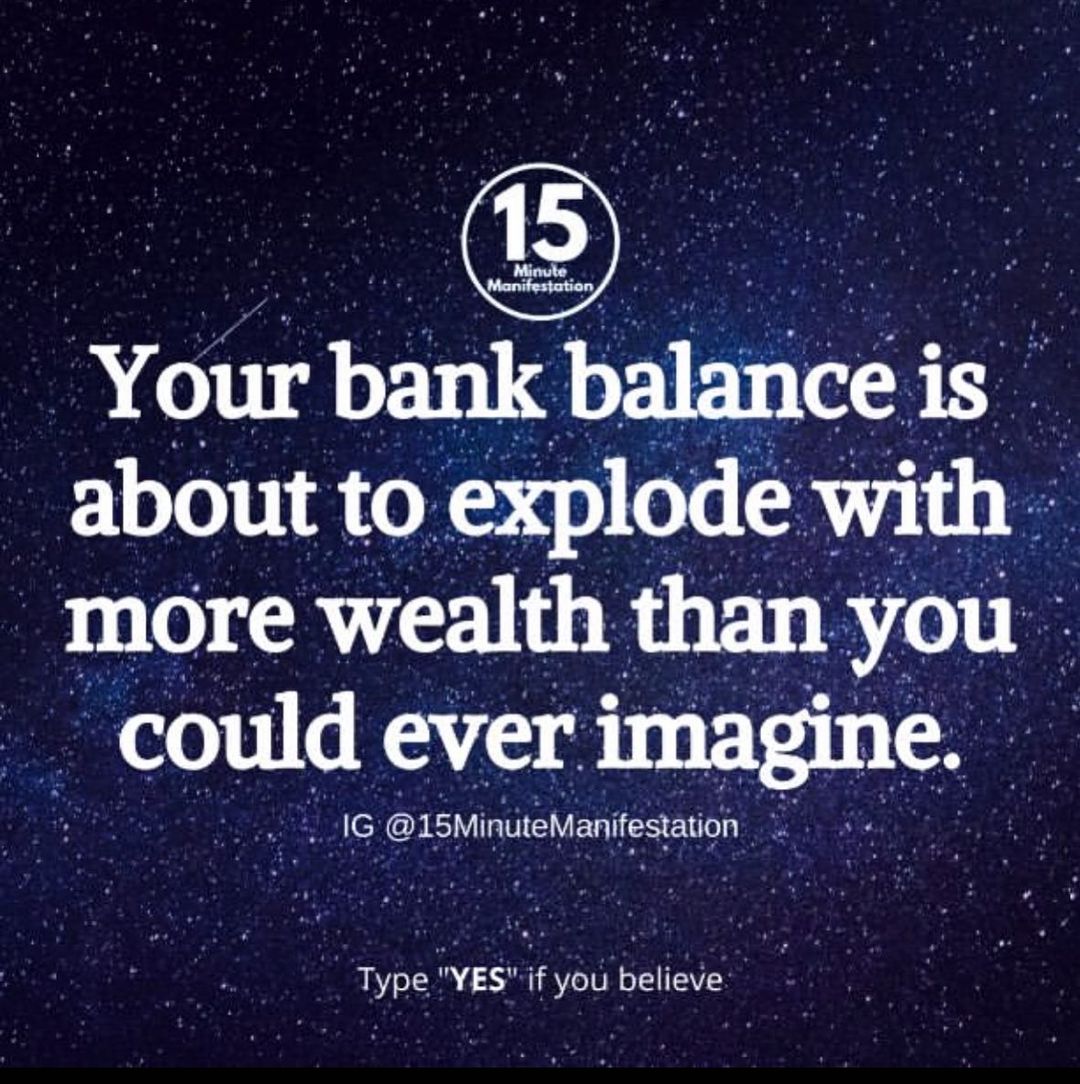 15
Minute
Manifestation
Your bank balance is
about to explode with
more wealth than you
could ever imagine.
IG @15MinuteManifestation
Type "YES" if you believe